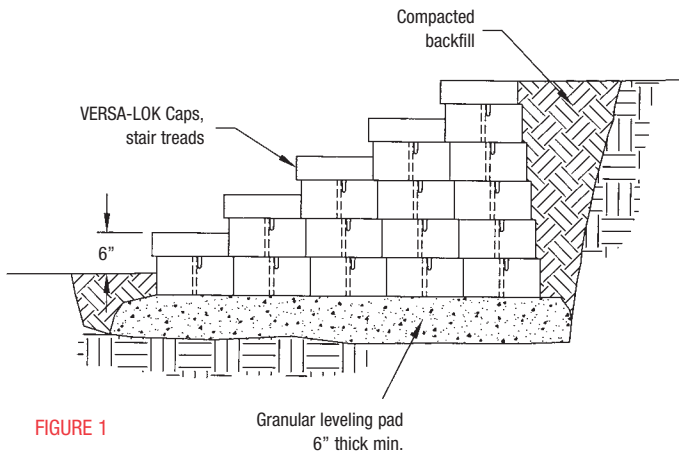 Compacted
backfill
VERSA-LOK Caps,
stair treads
6”
FIGURE 1
Granular leveling pad
6” thick min.